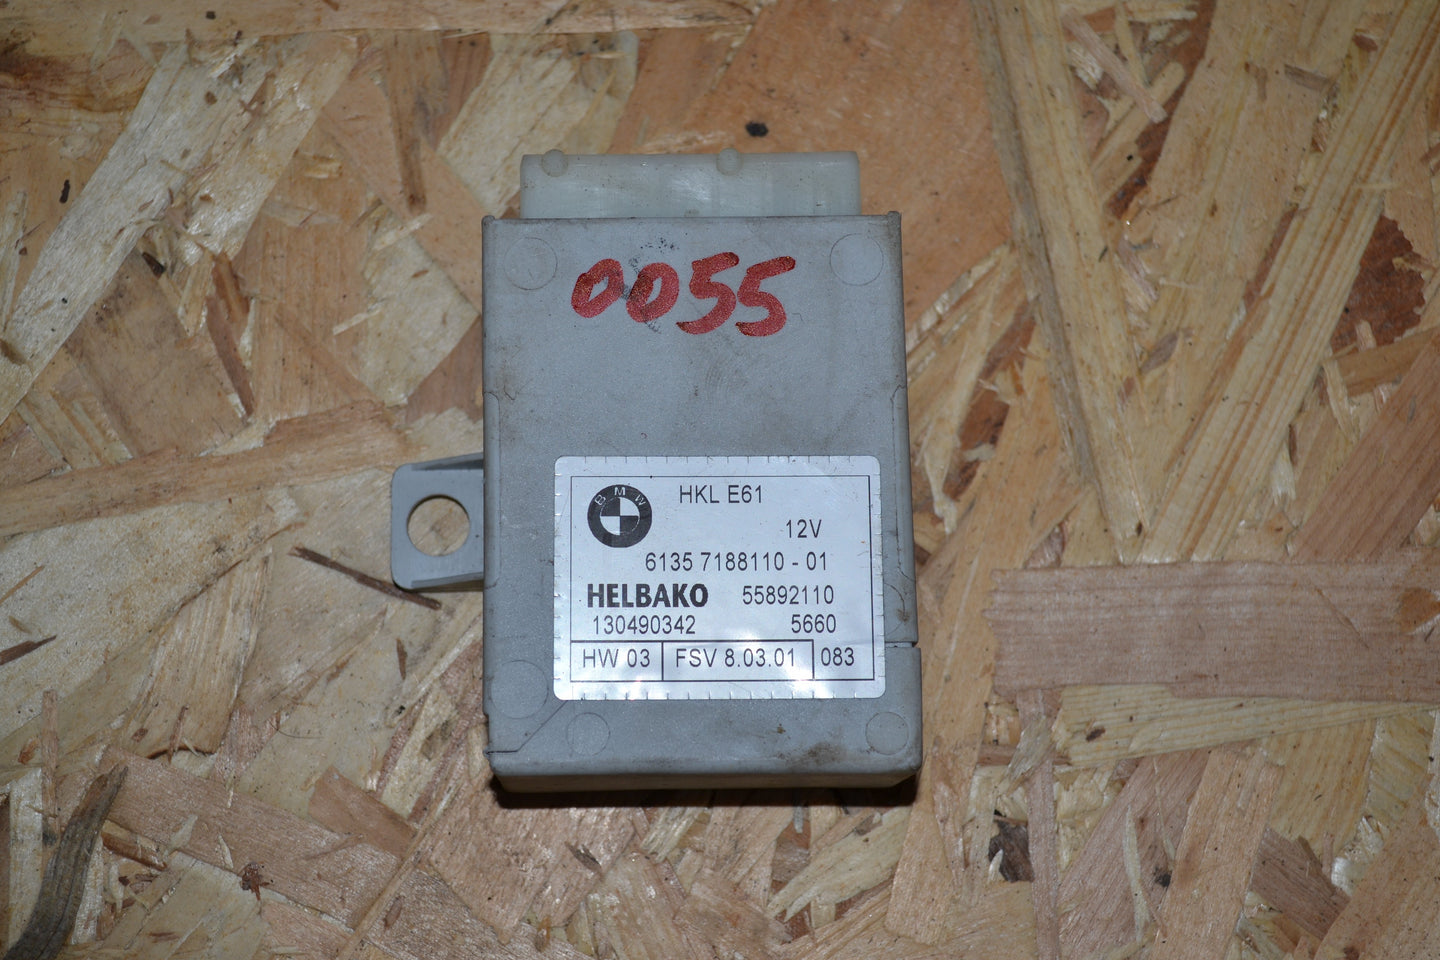 0055
BMW
HKL E61
12V
6135 7188110 - 01
HELBAKO 55892110
130490342 5660
HW 03 FSV 8.03.01 083